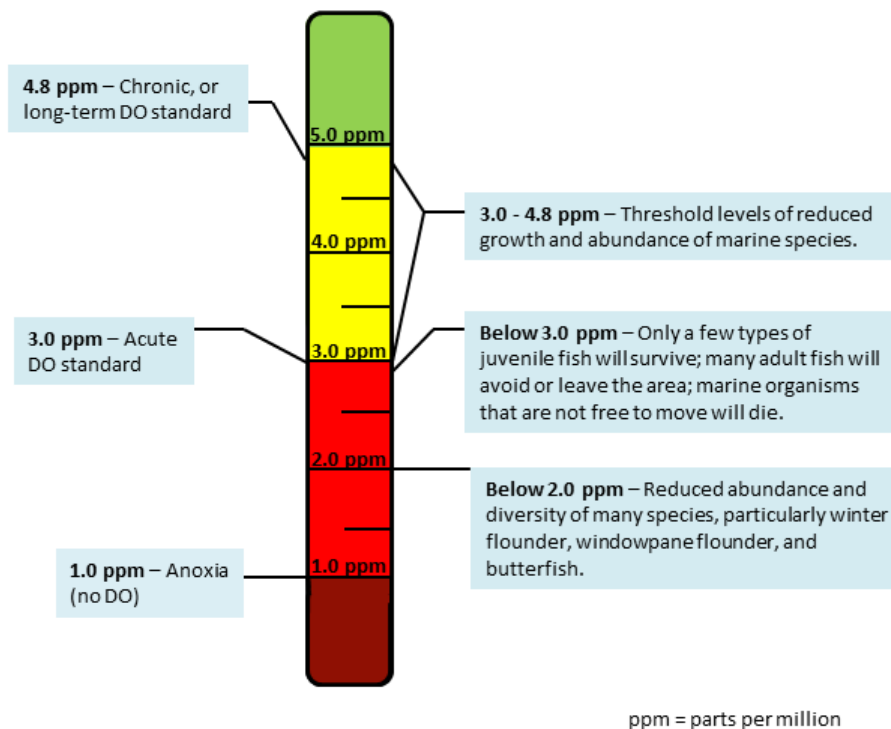 4.8 ppm – Chronic, or
long-term DO standard
5.0 ppm
3.0 - 4.8 ppm – Threshold levels of reduced
growth and abundance of marine species.
4.0 ppm
3.0 ppm – Acute
DO standard
3.0 ppm
Below 3.0 ppm – Only a few types of
juvenile fish will survive; many adult fish will
avoid or leave the area; marine organisms
that are not free to move will die.
2.0 ppm
Below 2.0 ppm – Reduced abundance and
diversity of many species, particularly winter
flounder, windowpane flounder, and
butterfish.
1.0 ppm – Anoxia
(no DO)
1.0 ppm
ppm = parts per million